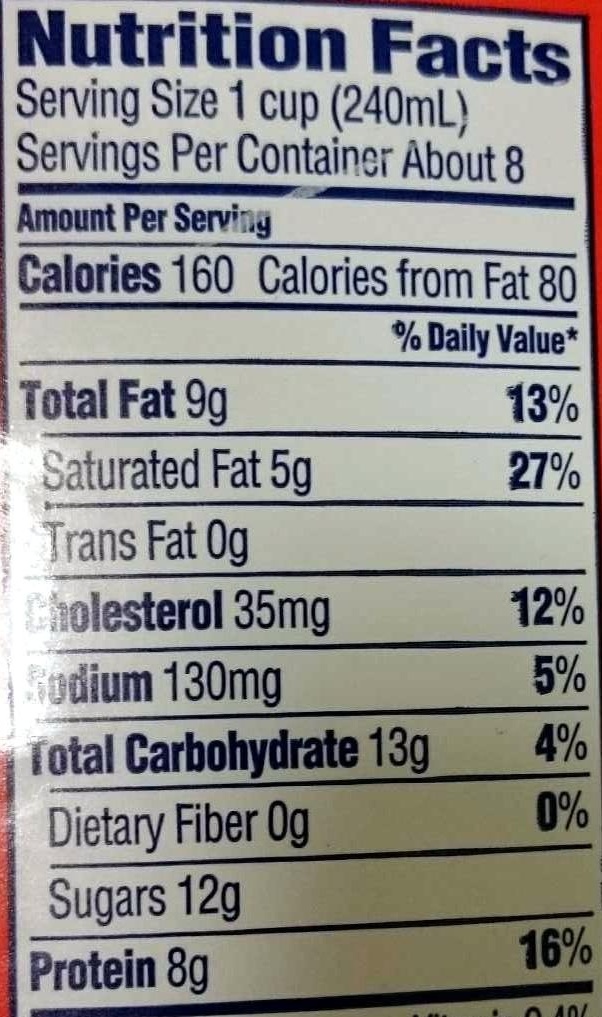 Nutrition Facts
Serving Size 1 cup (240mL)
Servings Per Container About 8
Amount Per Serving
Calories 160 Calories from Fat 80
% Daily Value*
Total Fat 9g 13%
Saturated Fat 5g 27%
Trans Fat 0g
Cholesterol 35mg 12%
Sodium 130mg 5%
Total Carbohydrate 13g 4%
Dietary Fiber 0g 0%
Sugars 12g
Protein 8g 16%